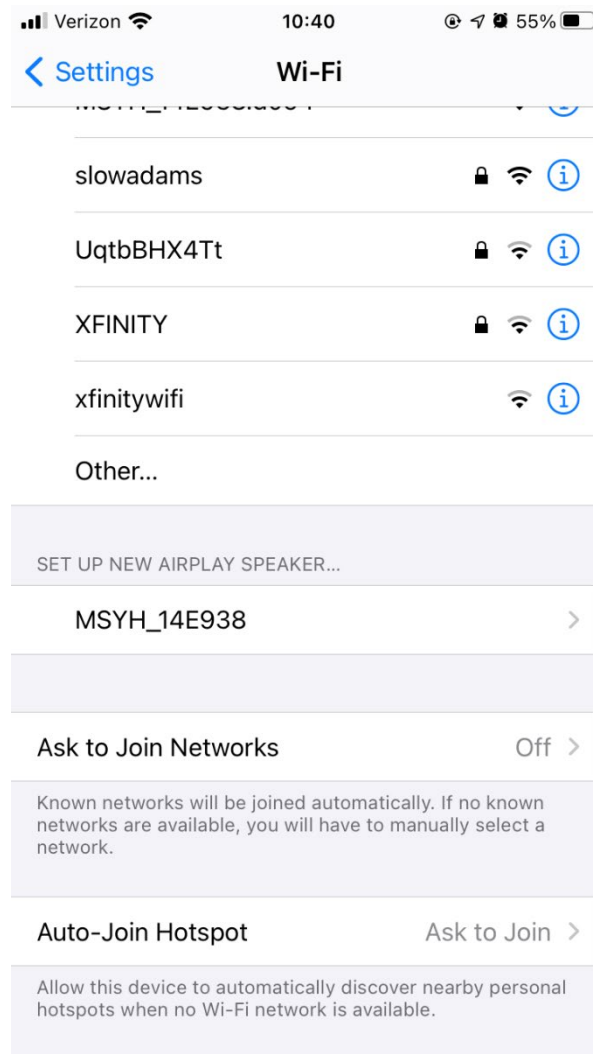 Verizon 10:40 55%
Settings Wi-Fi
slowadams
UqtbBHX4Tt
XFINITY
xfinitywifi
Other...
SET UP NEW AIRPLAY SPEAKER...
MSYH_14E938
Ask to Join Networks Off
Known networks will be joined automatically. If no known
networks are available, you will have to manually select a
network.
Auto-Join Hotspot Ask to Join
Allow this device to automatically discover nearby personal
hotspots when no Wi-Fi network is available.